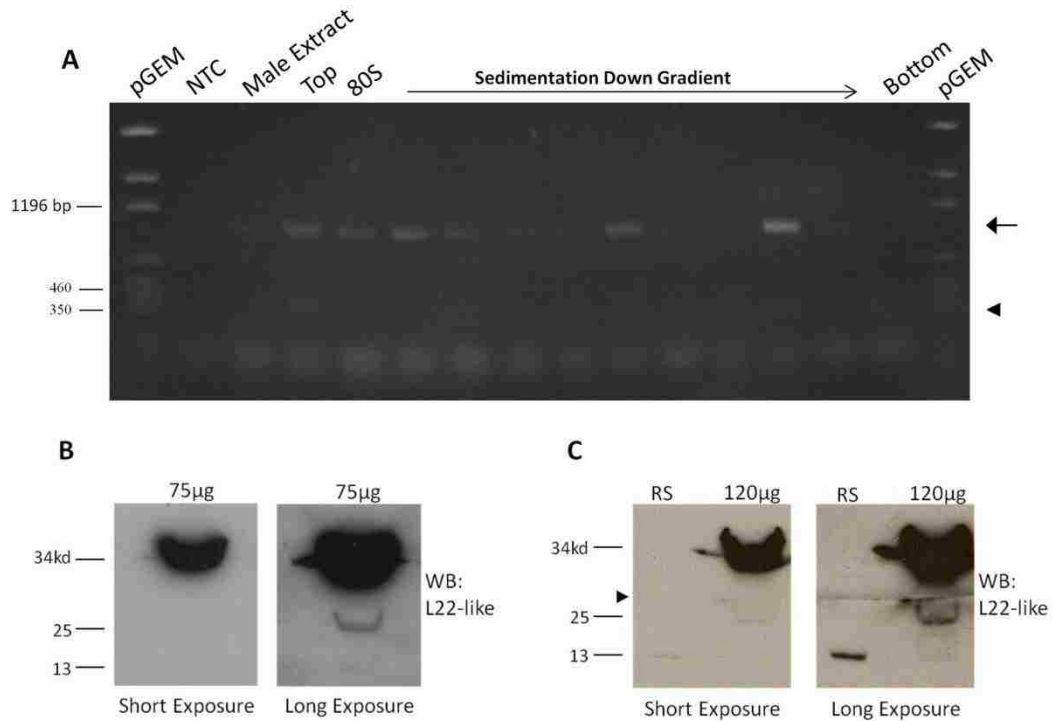 A
pGEM NTC Male Extract Top 80S Sedimentation Down Gradient Bottom pGEM
1196 bp
460
350
B
75µg 75µg
34kd
25
13
WB:
L22-like
Short Exposure Long Exposure
C
RS 120µg RS 120µg
34kd
25
13
WB:
L22-like
Short Exposure Long Exposure